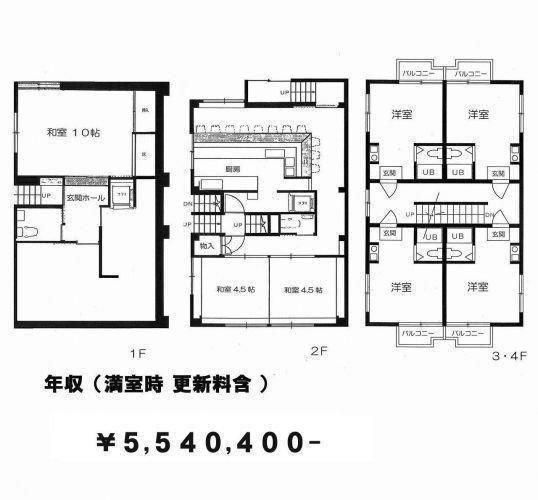 バルコニー バルコニー
洋室 洋室
UP
和室 10帖
厨房
玄関 UB UB 玄関
UP 玄関ホール
DN
UP DN
UP UP
物入
玄関 UB UB 玄関
和室 4.5帖 和室 4.5帖
洋室 洋室
バルコニー バルコニー
1F 2F 3・4F
年収（満室時 更新料含 ）
￥5,540,400-